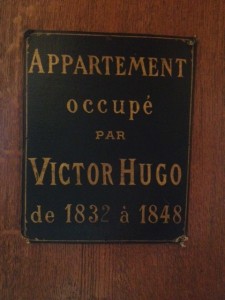 APPARTEMENT
occupé
PAR
VICTOR HUGO
de 1832 à 1848